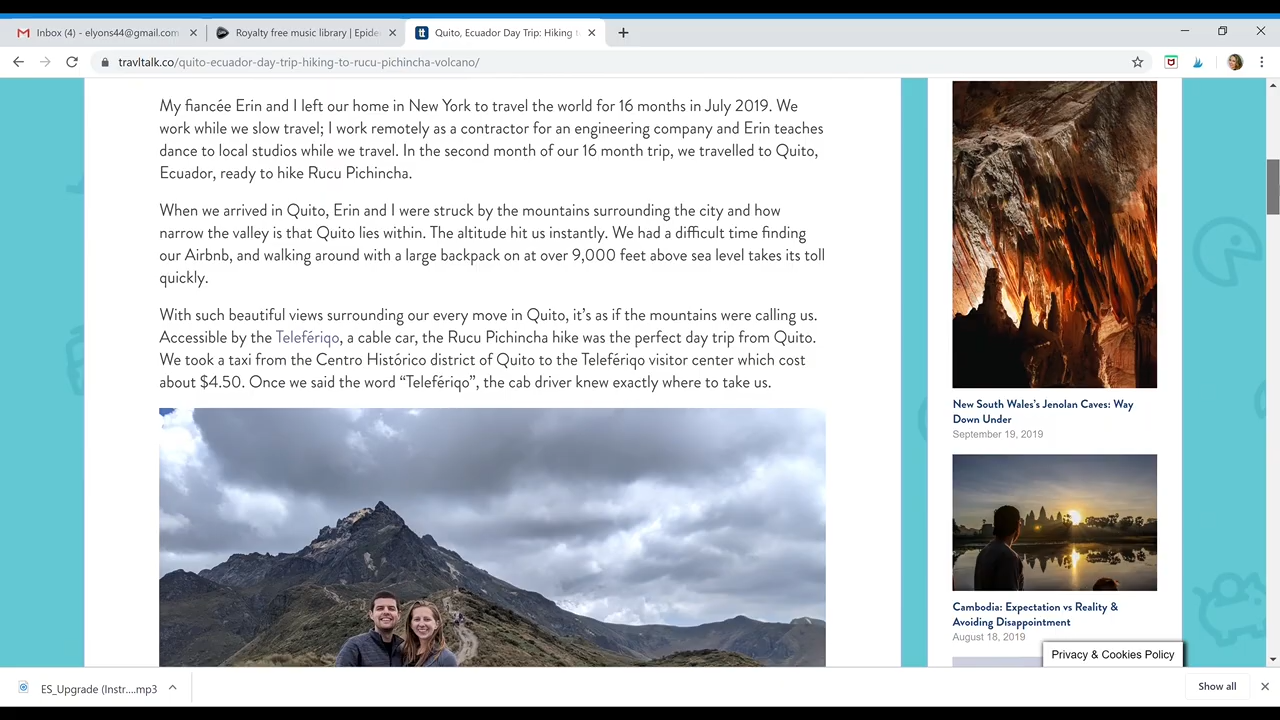 Inbox (4) - elyons44@gmail.com
Royalty free music library | Epide
Quito, Ecuador Day Trip: Hiking t
travltalk.co/quito-ecuador-day-trip-hiking-to-rucu-pichincha-volcano/
My fiancée Erin and I left our home in New York to travel the world for 16 months in July 2019. We
work while we slow travel; I work remotely as a contractor for an engineering company and Erin teaches
dance to local studios while we travel. In the second month of our 16 month trip, we travelled to Quito,
Ecuador, ready to hike Rucu Pichincha.
When we arrived in Quito, Erin and I were struck by the mountains surrounding the city and how
narrow the valley is that Quito lies within. The altitude hit us instantly. We had a difficult time finding
our Airbnb, and walking around with a large backpack on at over 9,000 feet above sea level takes its toll
quickly.
With such beautiful views surrounding our every move in Quito, it's as if the mountains were calling us.
Accessible by the Telefériqo, a cable car, the Rucu Pichincha hike was the perfect day trip from Quito.
We took a taxi from the Centro Histórico district of Quito to the Telefériqo visitor center which cost
about $4.50. Once we said the word “Telefériqo”, the cab driver knew exactly where to take us.
New South Wales's Jenolan Caves: Way
Down Under
September 19, 2019
Cambodia: Expectation vs Reality &
Avoiding Disappointment
August 18, 2019
Privacy & Cookies Policy
ES_Upgrade (Instr....mp3
Show all